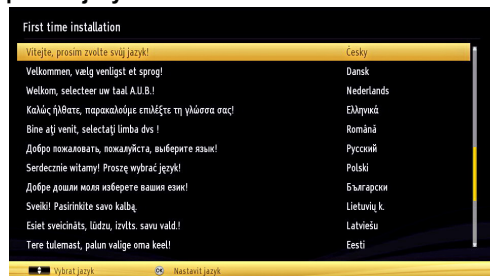 First time installation
Vítejte, prosím zvolte svůj jazyk! Česky
Velkommen, vælg venligst et sprog! Dansk
Welkom, selecteer uw taal A.U.B.! Nederlands
Καλώς ήλθατε, παρακαλούμε επιλέξτε τη γλώσσα σας! Ελληνικά
Bine aţi venit, selectaţi limba dvs ! Română
Добро пожаловать, пожалуйста, выберите язык! Русский
Serdecznie witamy! Proszę wybrać język! Polski
Добре дошли моля изберете вашия език! Български
Sveiki! Pasirinkite savo kalbą. Lietuvių k.
Esiet sveicināts, lūdzu, izvlts. savu vald.! Latviešu
Tere tulemast, palun valige oma keel! Eesti
Vybrat jazyk OK Nastavit jazyk